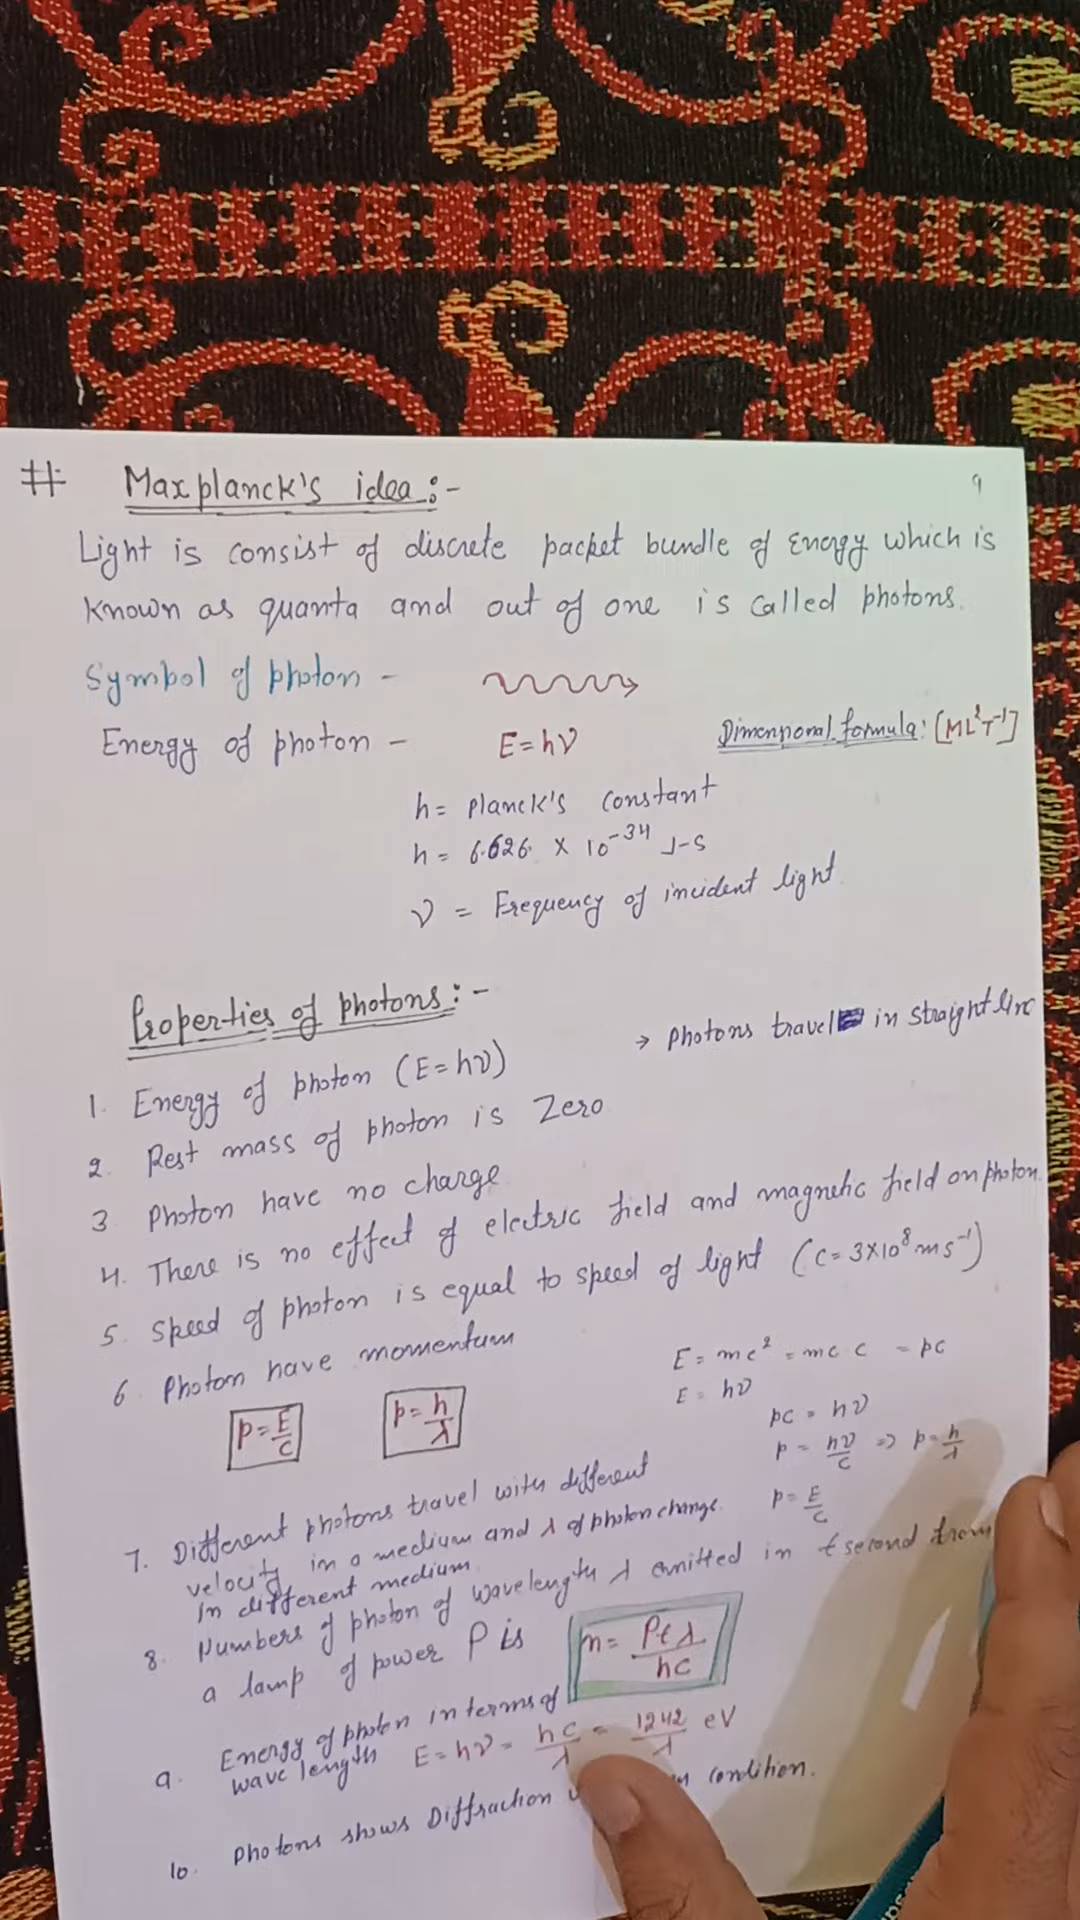 # Max planck's idea :-
9
Light is consist of discrete packet bundle of Energy which is
known as quanta and out of one is called photons.
Symbol of photon -
Energy of photon - E = hν
Dimensional formula: [ML²T⁻¹]
h = planck's constant
h = 6.626 × 10⁻³⁴ J-S
ν = Frequency of incident light
Properties of photons :-
→ photons travel in straight line
1. Energy of photon (E = hν)
2. Rest mass of photon is Zero
3. Photon have no charge
4. There is no effect of electric field and magnetic field on photon.
5. Speed of photon is equal to speed of light (C = 3×10⁸ ms⁻¹)
6. Photon have momentum
p = E/C p = h/λ
E = mc² = mc c = pc
E = hν
pc = hν
p = hν/c ⇒ p = h/λ
p = E/C
7. Different photons travel with different
velocity in a medium and λ of photon change.
In different medium.
8. Numbers of photon of wavelength λ emitted in t second from
a lamp of power P is n = Ptλ/hc
9. Energy of photon in terms of
wave length E = hν = hc/λ = 1242/λ eV
10. Photons shows Diffraction condition.